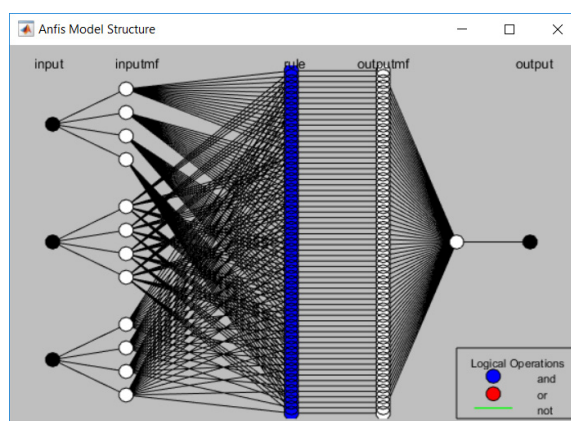 Anfis Model Structure
input inputmf rule outputmf output
Logical Operations
and
or
not